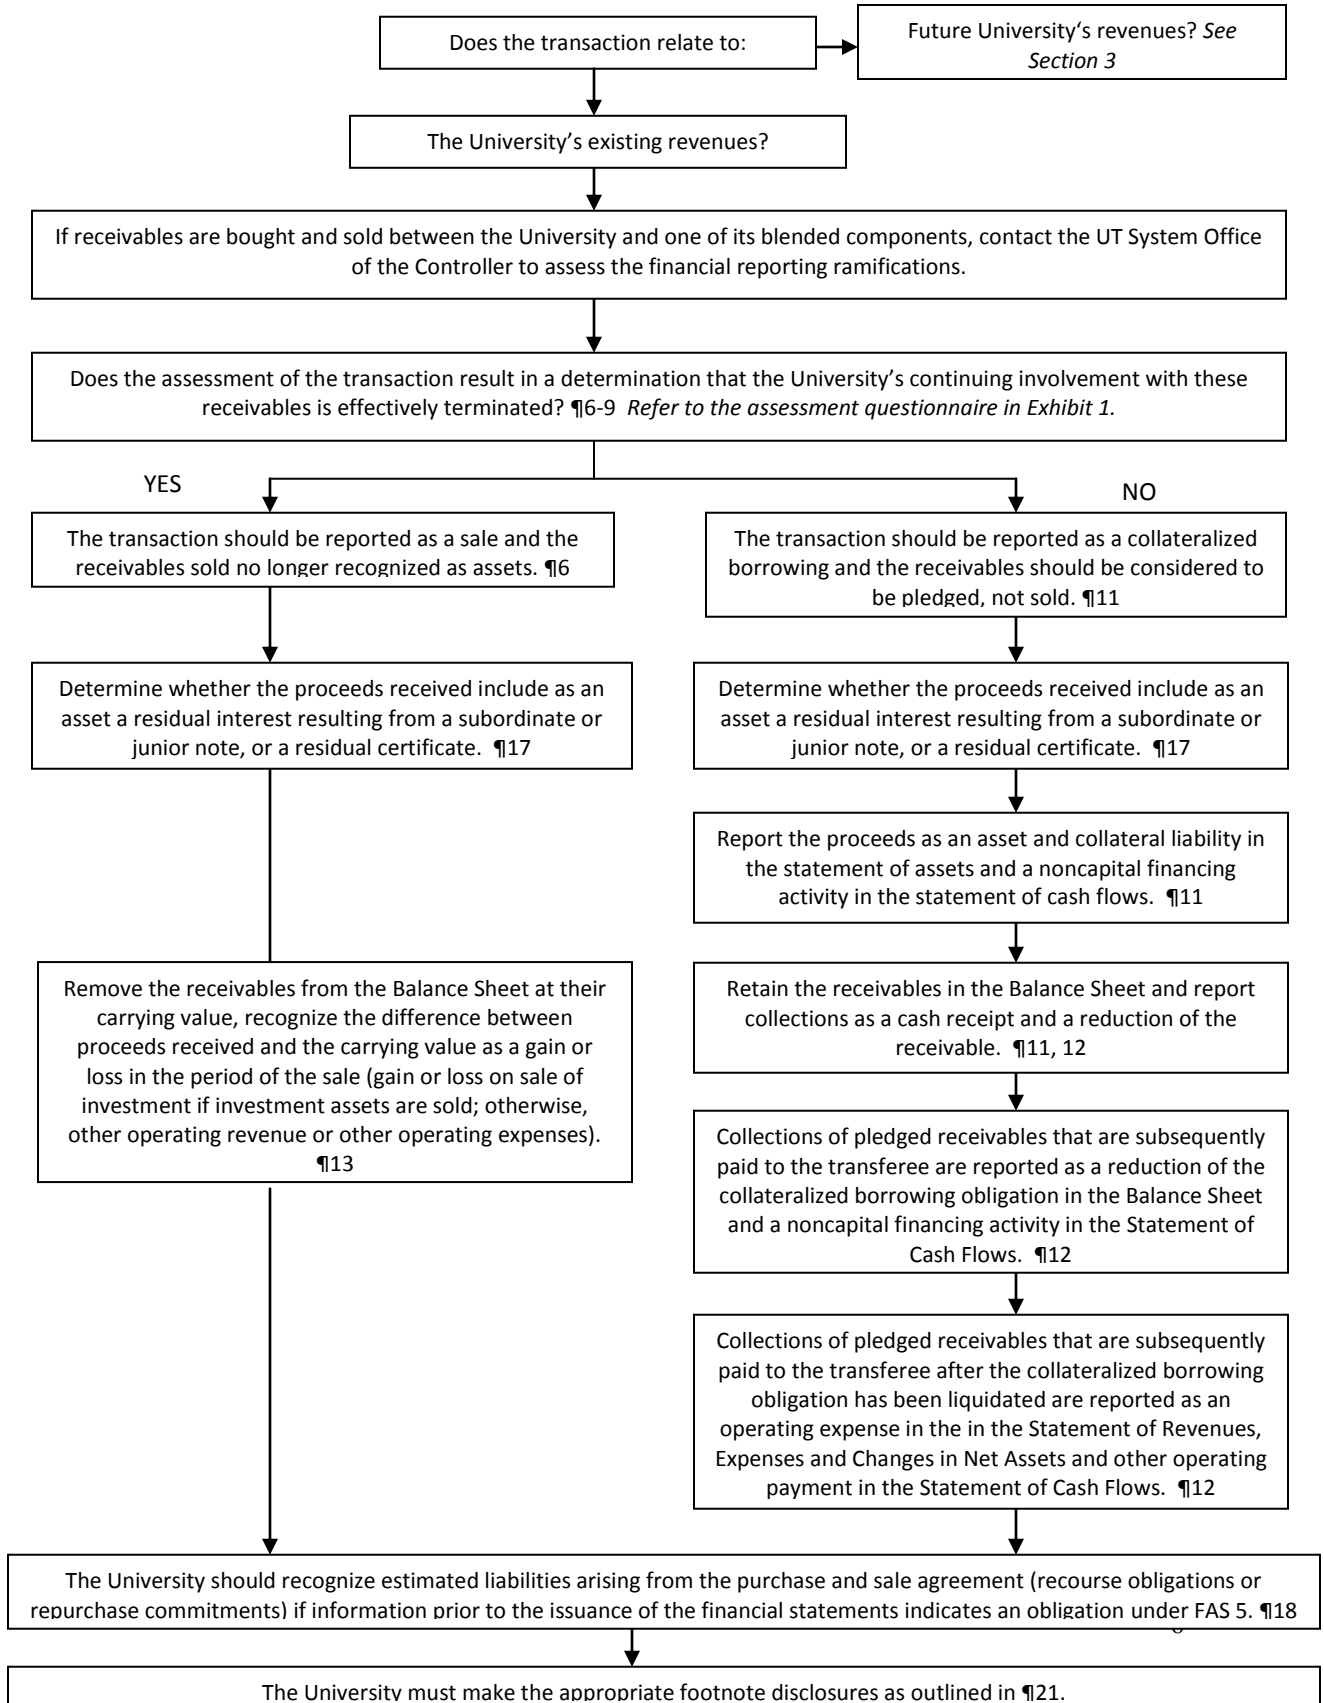 Does the transaction relate to:
Future University‘s revenues? See
Section 3
The University’s existing revenues?
If receivables are bought and sold between the University and one of its blended components, contact the UT System Office
of the Controller to assess the financial reporting ramifications.
Does the assessment of the transaction result in a determination that the University’s continuing involvement with these
receivables is effectively terminated? ¶6-9 Refer to the assessment questionnaire in Exhibit 1.
YES
NO
The transaction should be reported as a sale and the
receivables sold no longer recognized as assets. ¶6
The transaction should be reported as a collateralized
borrowing and the receivables should be considered to
be pledged, not sold. ¶11
Determine whether the proceeds received include as an
asset a residual interest resulting from a subordinate or
junior note, or a residual certificate. ¶17
Determine whether the proceeds received include as an
asset a residual interest resulting from a subordinate or
junior note, or a residual certificate. ¶17
Report the proceeds as an asset and collateral liability in
the statement of assets and a noncapital financing
activity in the statement of cash flows. ¶11
Remove the receivables from the Balance Sheet at their
carrying value, recognize the difference between
proceeds received and the carrying value as a gain or
loss in the period of the sale (gain or loss on sale of
investment if investment assets are sold; otherwise,
other operating revenue or other operating expenses).
¶13
Retain the receivables in the Balance Sheet and report
collections as a cash receipt and a reduction of the
receivable. ¶11, 12
Collections of pledged receivables that are subsequently
paid to the transferee are reported as a reduction of the
collateralized borrowing obligation in the Balance Sheet
and a noncapital financing activity in the Statement of
Cash Flows. ¶12
Collections of pledged receivables that are subsequently
paid to the transferee after the collateralized borrowing
obligation has been liquidated are reported as an
operating expense in the in the Statement of Revenues,
Expenses and Changes in Net Assets and other operating
payment in the Statement of Cash Flows. ¶12
The University should recognize estimated liabilities arising from the purchase and sale agreement (recourse obligations or
repurchase commitments) if information prior to the issuance of the financial statements indicates an obligation under FAS 5. ¶18
The University must make the appropriate footnote disclosures as outlined in ¶21.